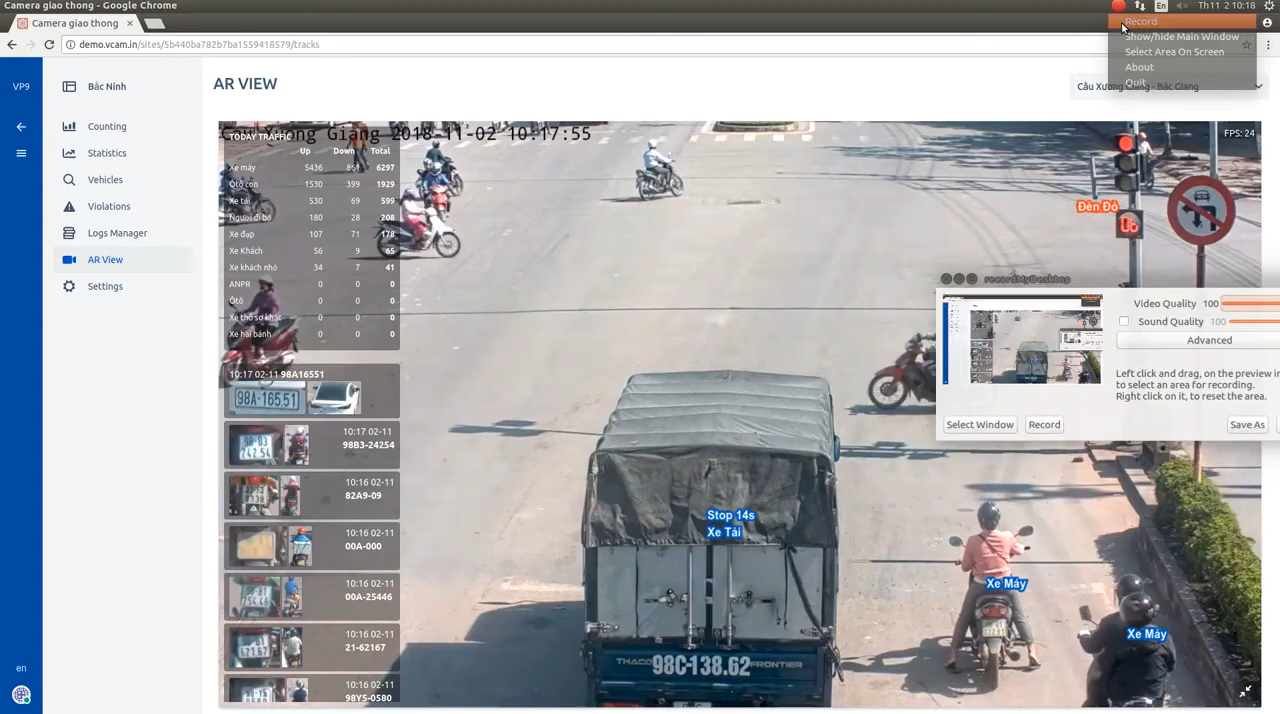 Camera giao thong - Google Chrome
En
Th11 2 10:18
Camera giao thong
demo.vcam.in/sites/5b440ba782b7ba1559418579/tracks
Record
Show/hide Main Window
Select Area On Screen
About
Quit
VP9
Bắc Ninh
AR VIEW
Cầu Xương Giang - Bắc Giang
Counting
Statistics
Vehicles
Violations
Logs Manager
AR View
Settings
en
Giang 2018-11-02 10:17:55
FPS: 24
TODAY TRAFFIC
Up Down Total
Xe máy 5436 861 6297
Ôtô con 1530 399 1929
Xe tải 530 69 599
Người đi bộ 180 28 208
Xe đạp 107 71 178
Xe Khách 56 9 65
Xe khách nhỏ 34 7 41
ANPR 0 0 0
Ôtô 0 0 0
Xe thô sơ khác 0 0 0
Xe hai bánh 0 0 0
10:17 02-11 98A16551
98A-165.51
10:17 02-11
98B3-24254
10:16 02-11
82A9-09
10:16 02-11
00A-000
10:16 02-11
00A-25446
10:16 02-11
21-62167
10:16 02-11
98Y5-0580
Đèn Đỏ
06
recordMyDesktop
Video Quality 100
Sound Quality 100
Advanced
Left click and drag, on the preview in
to select an area for recording.
Right click on it, to reset the area.
Select Window
Record
Save As
Stop 14s
Xe Tải
Xe Máy
Xe Máy
THACO 98C-138.62 FRONTIER